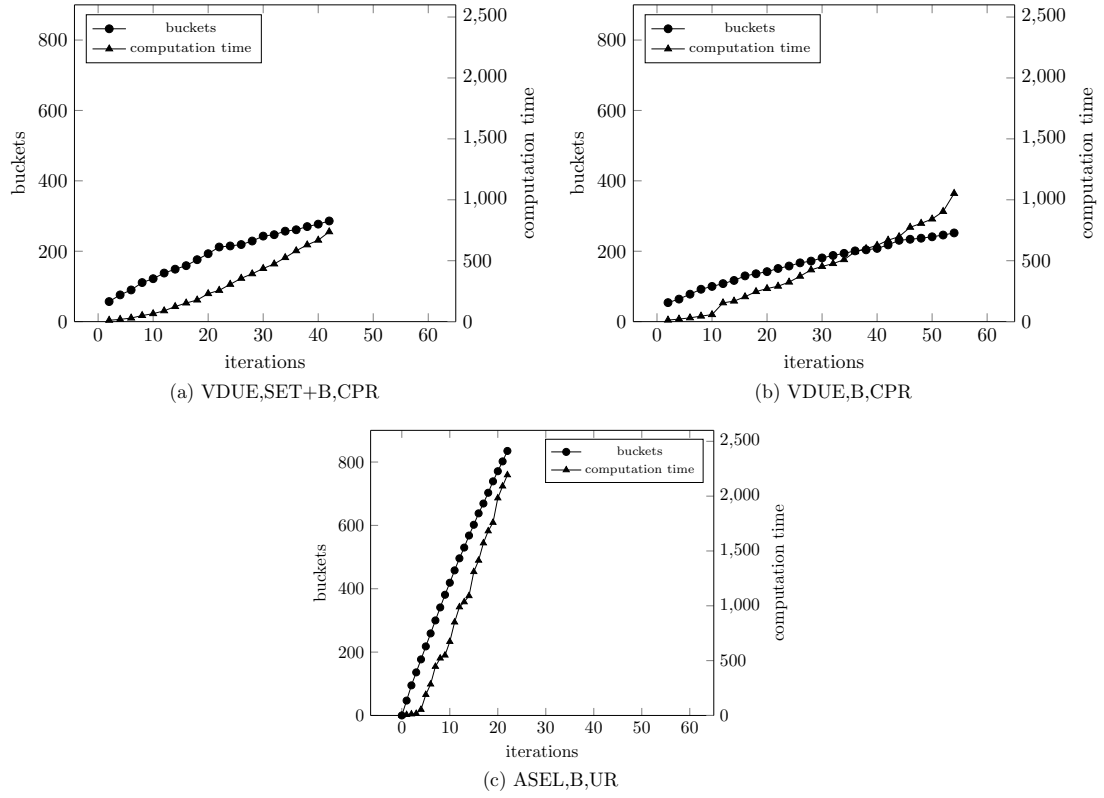 buckets
computation time
800
600
400
200
0
buckets
0 10 20 30 40 50 60
iterations
2,500
2,000
1,500
1,000
500
0
computation time
(a) VDUE,SET+B,CPR
buckets
computation time
800
600
400
200
0
buckets
0 10 20 30 40 50 60
iterations
2,500
2,000
1,500
1,000
500
0
computation time
(b) VDUE,B,CPR
buckets
computation time
800
600
400
200
0
buckets
0 10 20 30 40 50 60
iterations
2,500
2,000
1,500
1,000
500
0
computation time
(c) ASEL,B,UR